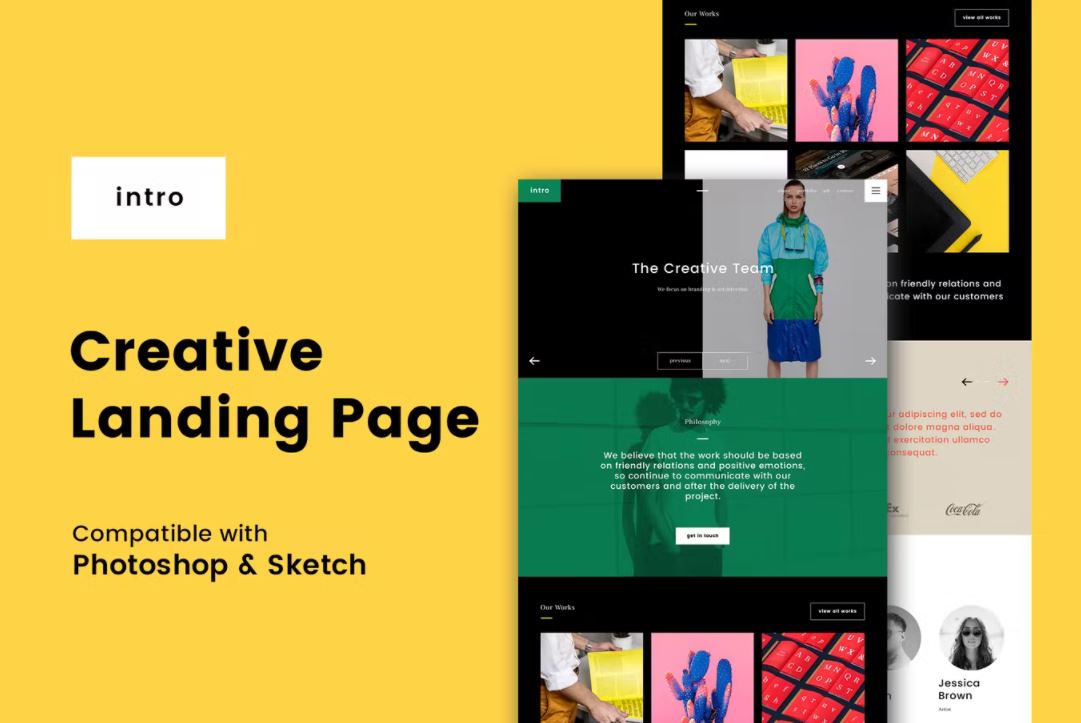 intro
Creative
Landing Page
Compatible with
Photoshop & Sketch
Our Works
view all works
intro
The Creative Team
We focus on branding
previous
next
Philosophy
We believe that the work should be based
on friendly relations and positive emotions,
so continue to communicate with our
customers and after the delivery of the
project.
get in touch
Our Works
view all works
on friendly relations and
with our customers
adipiscing elit, sed do
dolore magna aliqua.
exercitation ullamco
Coca-Cola
Jessica
Brown
Artist